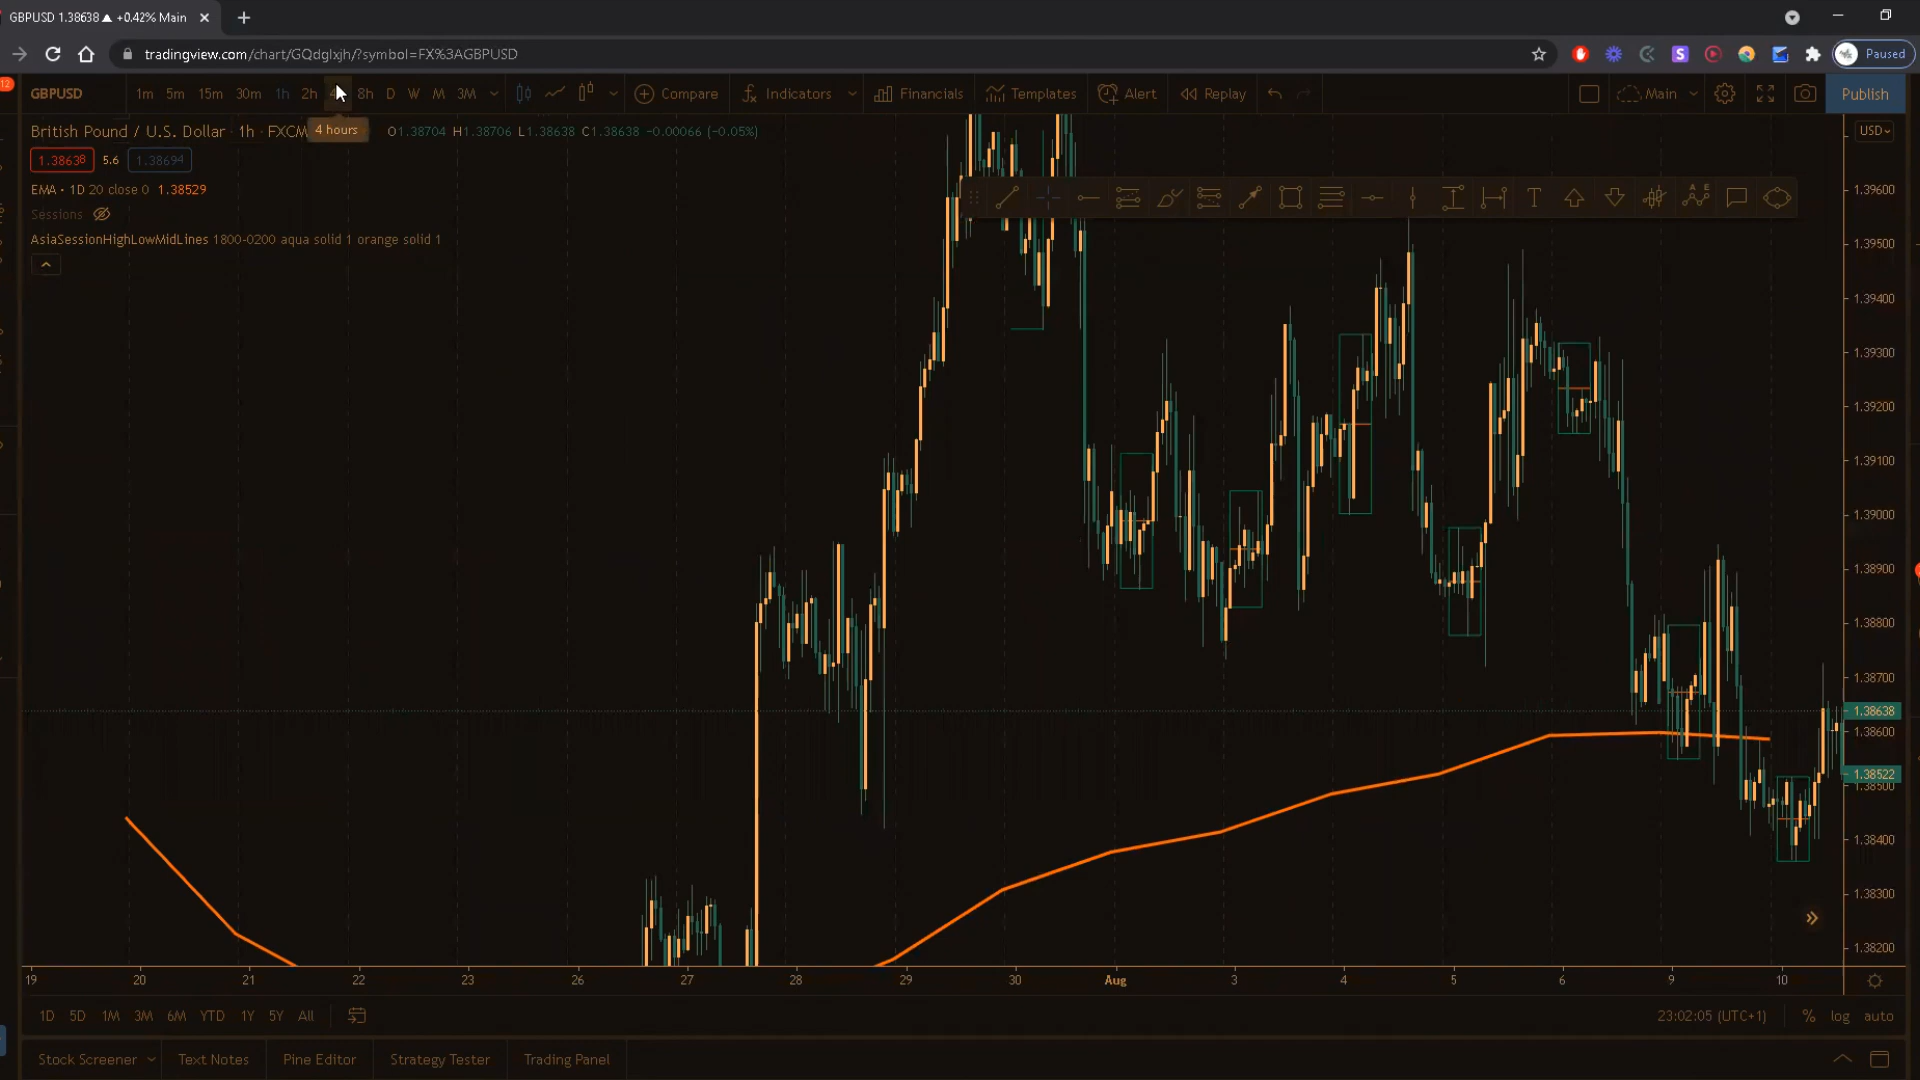 GBPUSD 1.38638 ▲ +0.42% Main
tradingview.com/chart/GQdglxjh/?symbol=FX%3AGBPUSD
Paused
12
GBPUSD 1m 5m 15m 30m 1h 2h 8h D W M 3M Compare Indicators Financials Templates Alert Replay Main Publish
4 hours
British Pound / U.S. Dollar · 1h · FXCM O1.38704 H1.38706 L1.38638 C1.38638 -0.00066 (-0.05%)
USD
1.38638 5.6 1.38694
EMA · 1D 20 close 0 1.38529
Sessions
AsiaSessionHighLowMidLines 1800-0200 aqua solid 1 orange solid 1
1.39600
1.39500
1.39400
1.39300
1.39200
1.39100
1.39000
1.38900
1.38800
1.38700
1.38638
1.38600
1.38522
1.38500
1.38400
1.38300
1.38200
19 20 21 22 23 26 27 28 29 30 Aug 3 4 5 6 9 10
1D 5D 1M 3M 6M YTD 1Y 5Y All 23:02:05 (UTC+1) % log auto
Stock Screener Text Notes Pine Editor Strategy Tester Trading Panel